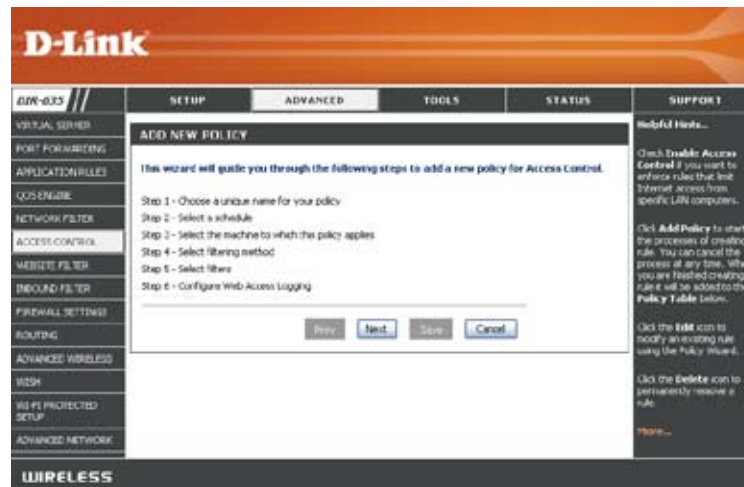 D-Link
DIR-635
SETUP
ADVANCED
TOOLS
STATUS
SUPPORT
VIRTUAL SERVER
PORT FORWARDING
APPLICATION RULES
QOS ENGINE
NETWORK FILTER
ACCESS CONTROL
WEBSITE FILTER
INBOUND FILTER
FIREWALL SETTINGS
ROUTING
ADVANCED WIRELESS
WISH
WI-FI PROTECTED
SETUP
ADVANCED NETWORK
ADD NEW POLICY
This wizard will guide you through the following steps to add a new policy for Access Control.
Step 1 - Choose a unique name for your policy
Step 2 - Select a schedule
Step 3 - Select the machine to which this policy applies
Step 4 - Select filtering method
Step 5 - Select filters
Step 6 - Configure Web Access Logging
Prev
Next
Save
Cancel
Helpful Hints...
Check Enable Access
Control if you want to
enforce rules that limit
Internet access from
specific LAN computers.
Click Add Policy to start
the processes of creating
rule. You can cancel the
process at any time. Whe
you are finished creating
rule it will be added to the
Policy Table below.
Click the Edit icon to
modify an existing rule
using the Policy Wizard.
Click the Delete icon to
permanently remove a
rule.
More...
WIRELESS